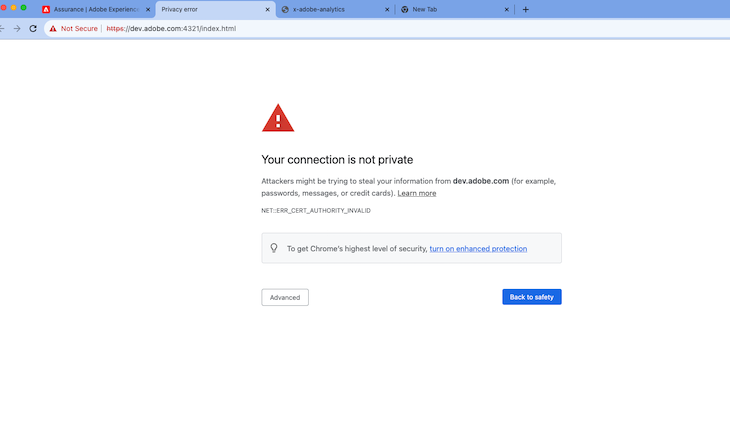 Assurance | Adobe Experienc
Privacy error
x-adobe-analytics
New Tab
Not Secure | https://dev.adobe.com:4321/index.html
Your connection is not private
Attackers might be trying to steal your information from dev.adobe.com (for example,
passwords, messages, or credit cards). Learn more
NET::ERR_CERT_AUTHORITY_INVALID
To get Chrome's highest level of security, turn on enhanced protection
Advanced
Back to safety